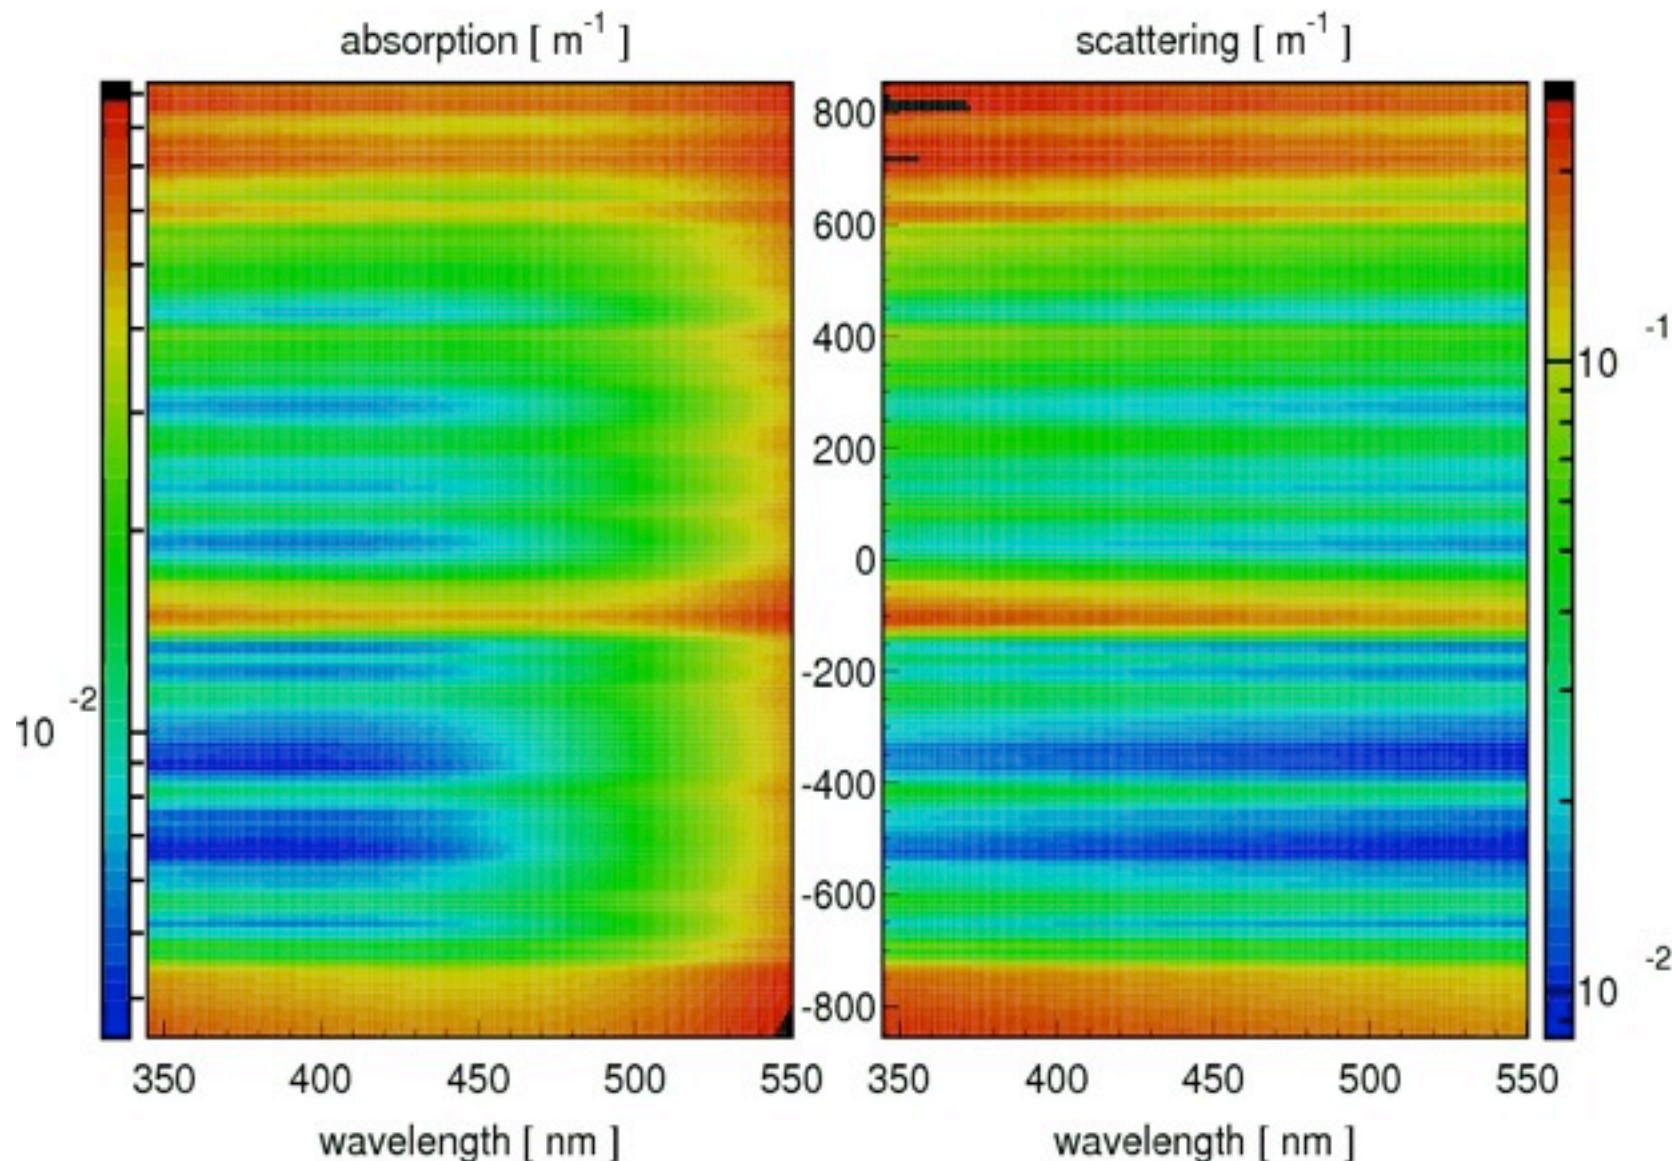 absorption [ m-1 ]
scattering [ m-1 ]
800
600
400
200
0
-200
-400
-600
-800
10-2
10-1
10-2
350 400 450 500 550
350 400 450 500 550
wavelength [ nm ]
wavelength [ nm ]